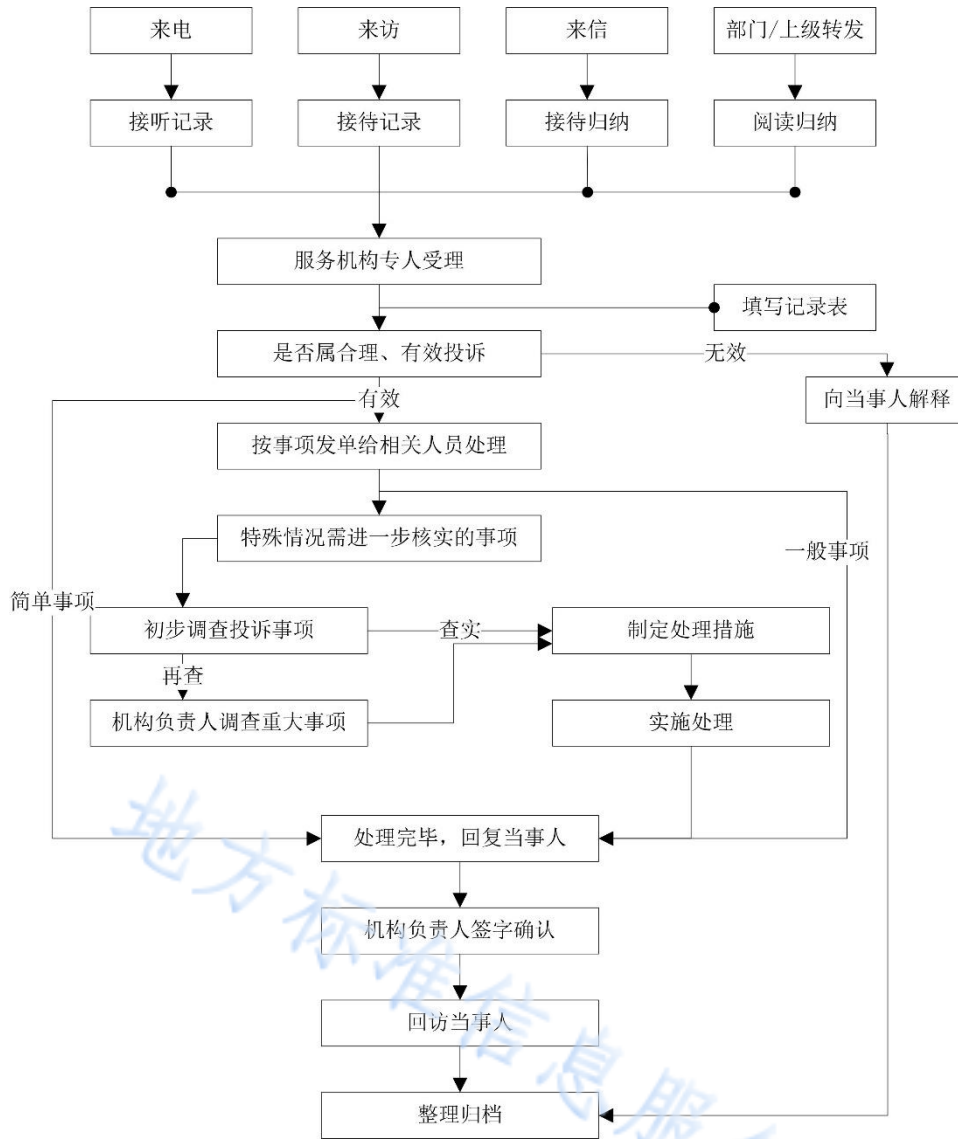 来电
来访
来信
部门/上级转发
接听记录
接待记录
接待归纳
阅读归纳
服务机构专人受理
填写记录表
是否属合理、有效投诉
无效
有效
向当事人解释
按事项发单给相关人员处理
特殊情况需进一步核实的事项
一般事项
简单事项
初步调查投诉事项
查实
制定处理措施
再查
机构负责人调查重大事项
实施处理
处理完毕，回复当事人
机构负责人签字确认
回访当事人
整理归档
地方标准信息服